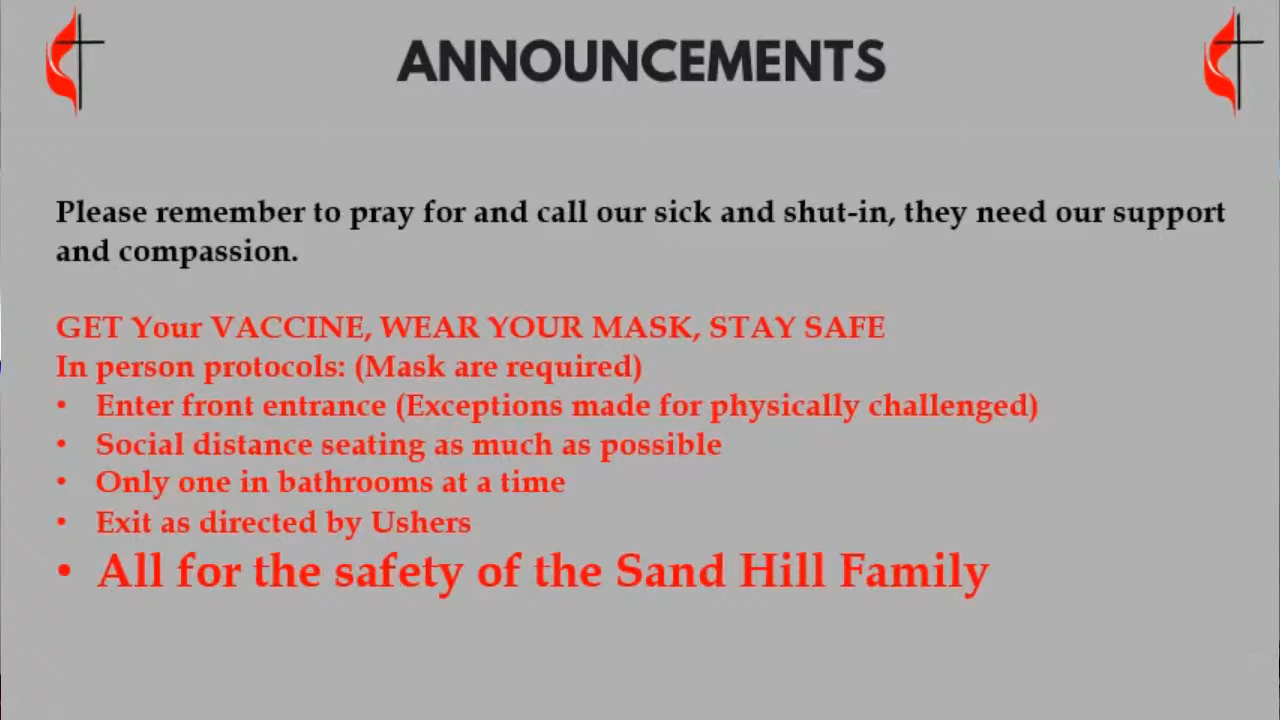 ANNOUNCEMENTS
Please remember to pray for and call our sick and shut-in, they need our support
and compassion.
GET Your VACCINE, WEAR YOUR MASK, STAY SAFE
In person protocols: (Mask are required)
• Enter front entrance (Exceptions made for physically challenged)
• Social distance seating as much as possible
• Only one in bathrooms at a time
• Exit as directed by Ushers
• All for the safety of the Sand Hill Family